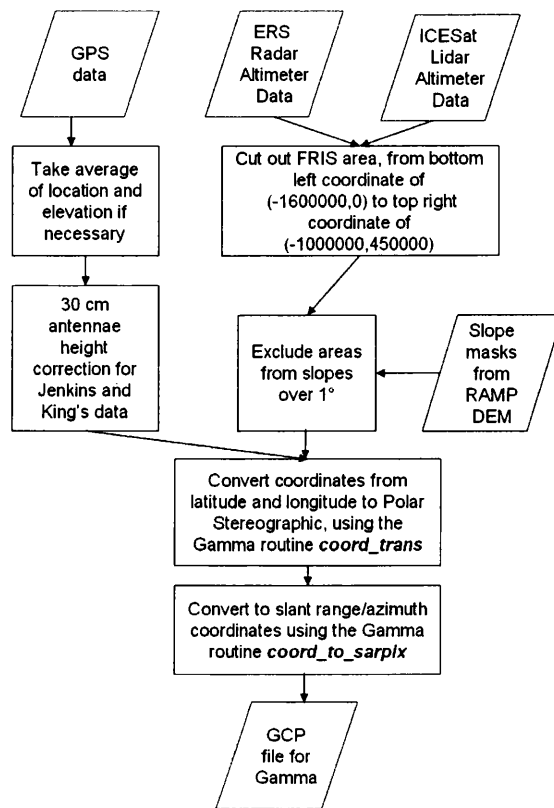 GPS
data
ERS
Radar
Altimeter
Data
ICESat
Lidar
Altimeter
Data
Take average
of location and
elevation if
necessary
Cut out FRIS area, from bottom
left coordinate of
(-1600000,0) to top right
coordinate of
(-1000000,450000)
30 cm
antennae
height
correction for
Jenkins and
King's data
Exclude areas
from slopes
over 1°
Slope
masks
from
RAMP
DEM
Convert coordinates from
latitude and longitude to Polar
Stereographic, using the
Gamma routine coord_trans
Convert to slant range/azimuth
coordinates using the Gamma
routine coord_to_sarpix
GCP
file for
Gamma